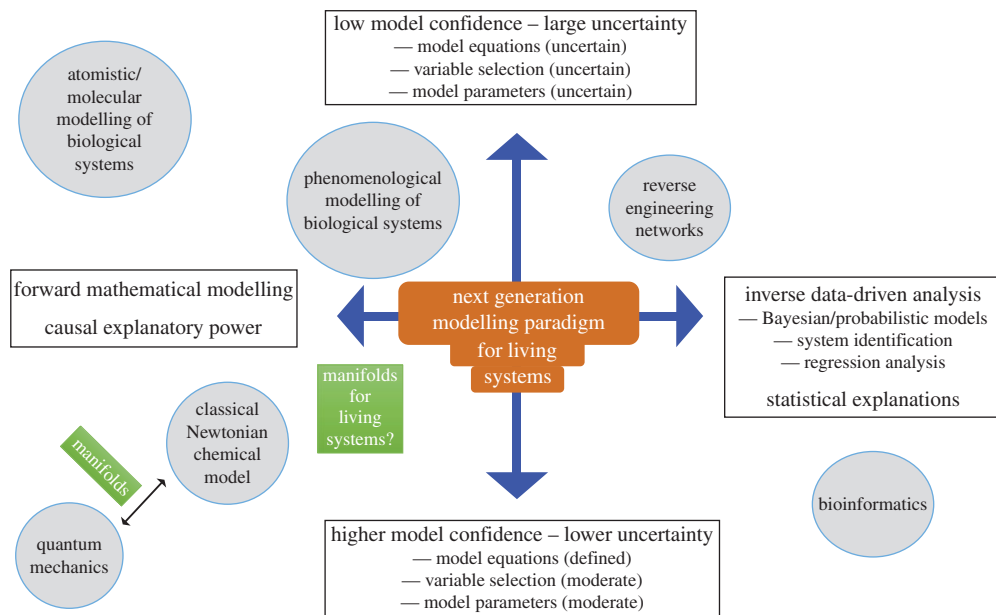 low model confidence – large uncertainty
— model equations (uncertain)
— variable selection (uncertain)
— model parameters (uncertain)
atomistic/
molecular
modelling of
biological
systems
phenomenological
modelling of
biological systems
reverse
engineering
networks
forward mathematical modelling
causal explanatory power
next generation
modelling paradigm
for living
systems
inverse data-driven analysis
— Bayesian/probabilistic models
— system identification
— regression analysis
statistical explanations
manifolds
for
living
systems?
classical
Newtonian
chemical
model
manifolds
quantum
mechanics
bioinformatics
higher model confidence – lower uncertainty
— model equations (defined)
— variable selection (moderate)
— model parameters (moderate)